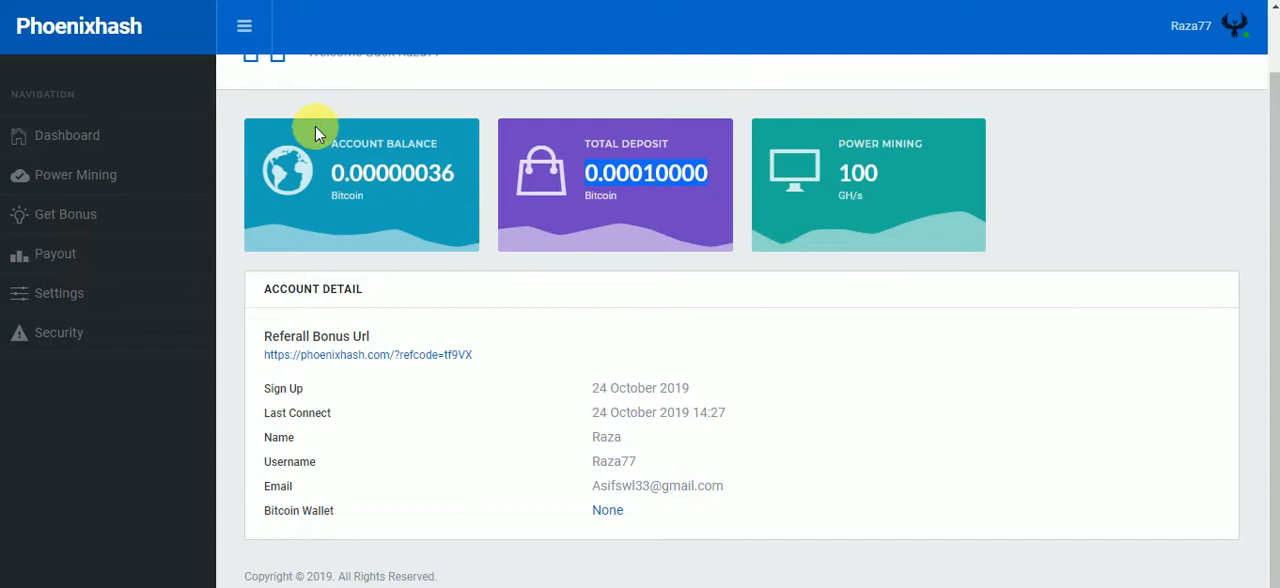 Phoenixhash
Raza77
Welcome Back Raza77
NAVIGATION
Dashboard
Power Mining
Get Bonus
Payout
Settings
Security
ACCOUNT BALANCE
0.00000036
Bitcoin
TOTAL DEPOSIT
0.00010000
Bitcoin
POWER MINING
100
GH/s
ACCOUNT DETAIL
Referall Bonus Url
https://phoenixhash.com/?refcode=tf9VX
Sign Up 24 October 2019
Last Connect 24 October 2019 14:27
Name Raza
Username Raza77
Email Asifswl33@gmail.com
Bitcoin Wallet None
Copyright © 2019. All Rights Reserved.